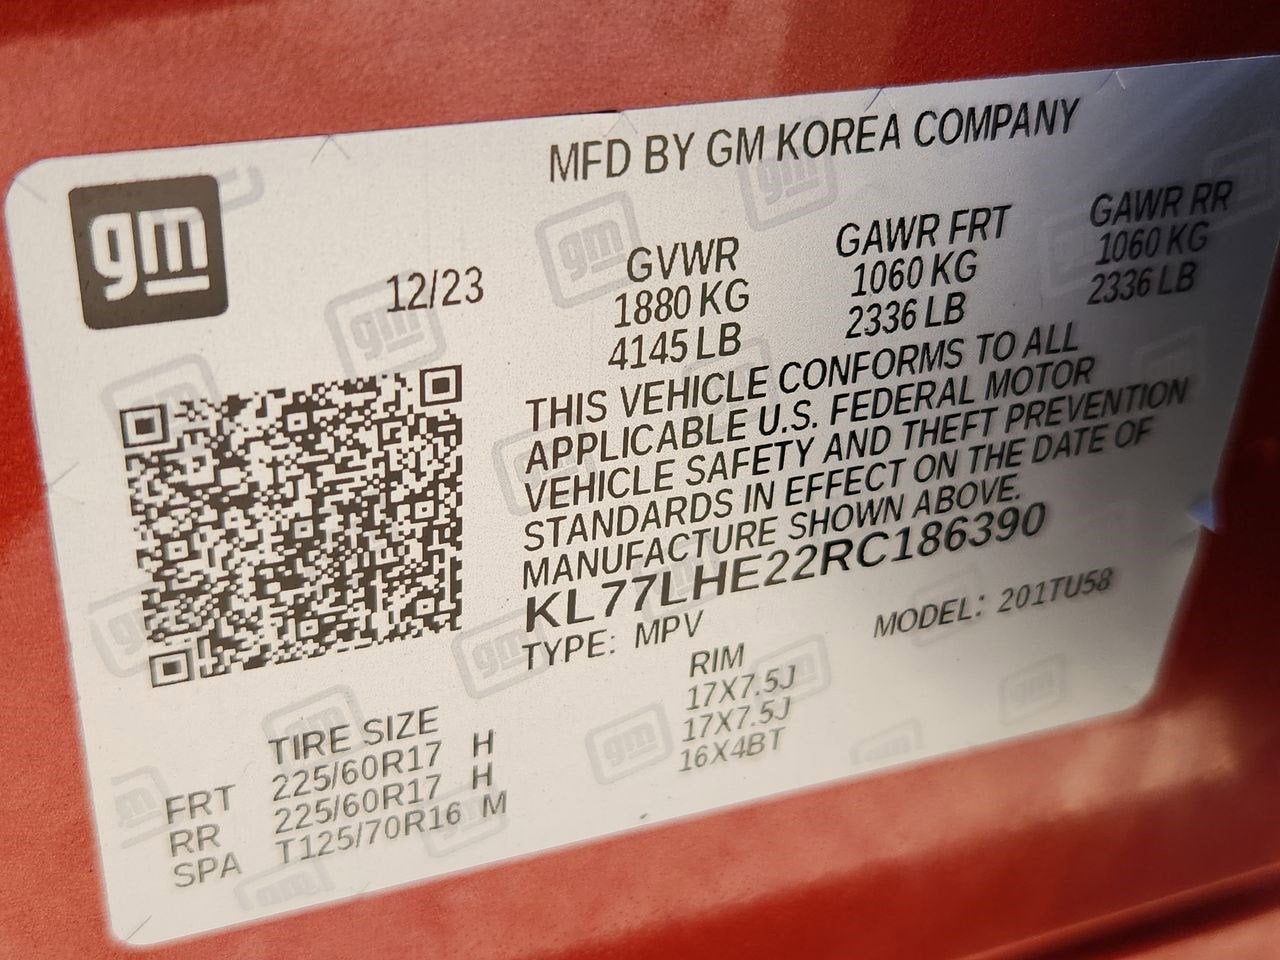 gm
MFD BY GM KOREA COMPANY
12/23
GVWR GAWR FRT GAWR RR
1880 KG 1060 KG 1060 KG
4145 LB 2336 LB 2336 LB
THIS VEHICLE CONFORMS TO ALL
APPLICABLE U.S. FEDERAL MOTOR
VEHICLE SAFETY AND THEFT PREVENTION
STANDARDS IN EFFECT ON THE DATE OF
MANUFACTURE SHOWN ABOVE.
KL77LHE22RC186390
TYPE: MPV MODEL: 201TU58
TIRE SIZE RIM
FRT 225/60R17 H 17X7.5J
RR 225/60R17 H 17X7.5J
SPA T125/70R16 M 16X4BT